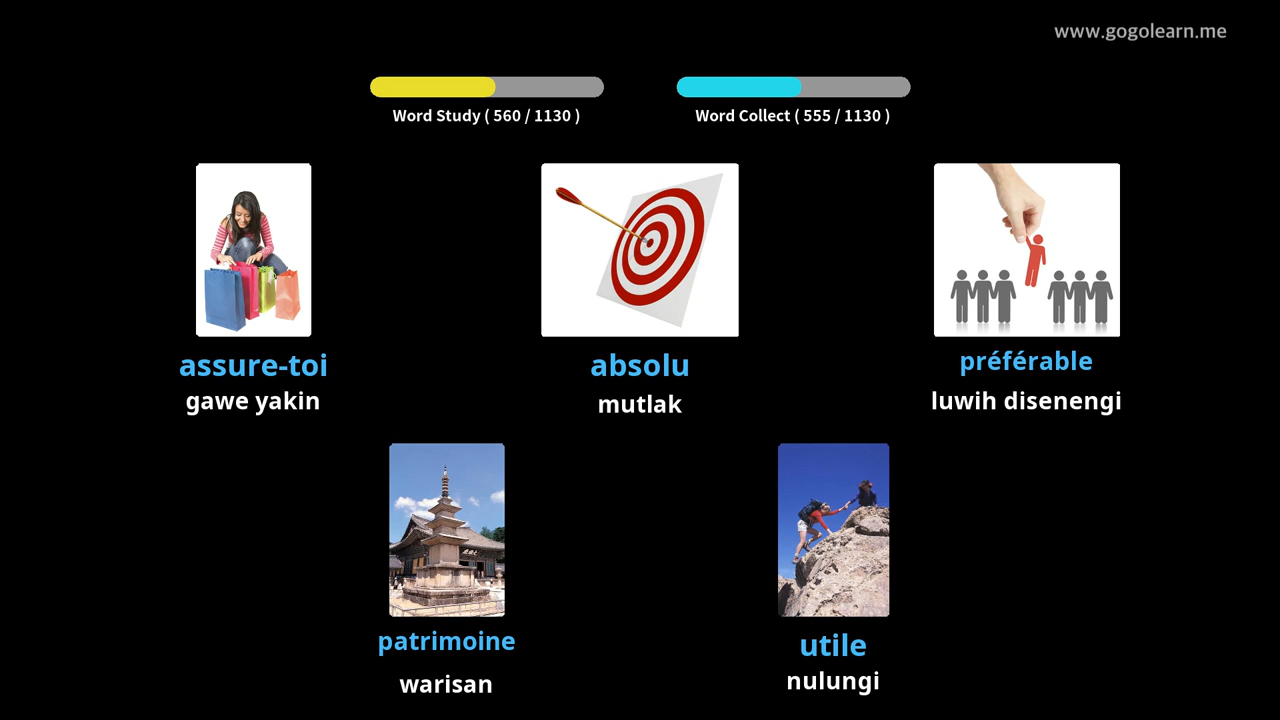 www.gogolearn.me
Word Study ( 560 / 1130 )
Word Collect ( 555 / 1130 )
assure-toi
gawe yakin
absolu
mutlak
préférable
luwih disenengi
patrimoine
warisan
utile
nulungi